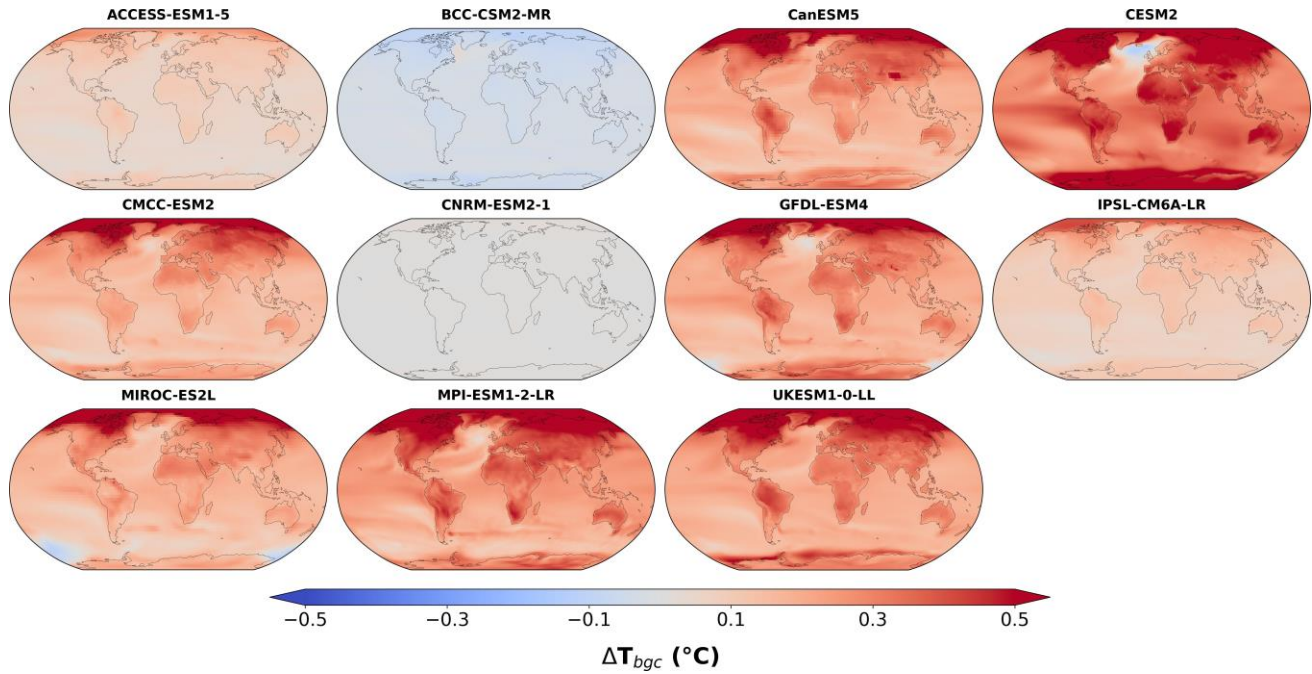 ACCESS-ESM1-5 BCC-CSM2-MR CanESM5 CESM2
CMCC-ESM2 CNRM-ESM2-1 GFDL-ESM4 IPSL-CM6A-LR
MIROC-ES2L MPI-ESM1-2-LR UKESM1-0-LL
−0.5 −0.3 −0.1 0.1 0.3 0.5
ΔT_bgc (°C)